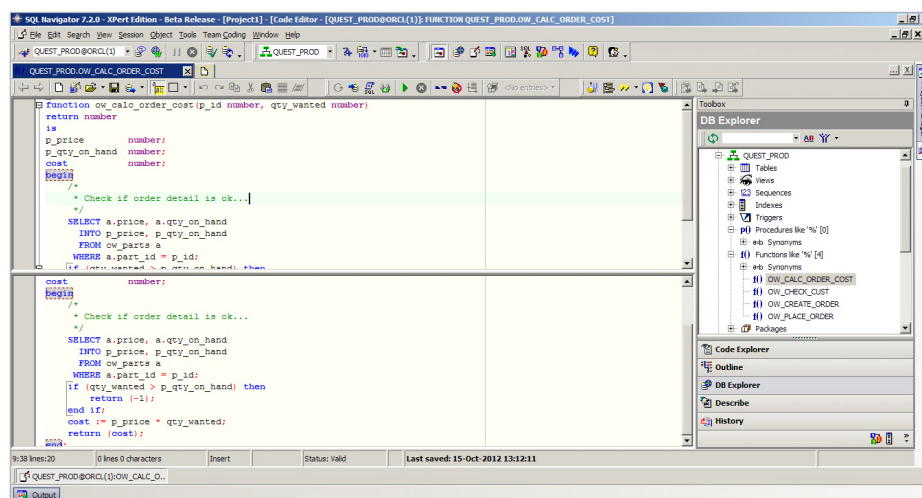 SQL Navigator 7.2.0 - XPert Edition - Beta Release - [Project1] - [Code Editor - [QUEST_PROD@ORCL(1)]: FUNCTION QUEST_PROD.OW_CALC_ORDER_COST]
File Edit Search View Session Object Tools Team Coding Window Help
QUEST_PROD@ORCL(1) QUEST_PROD
QUEST_PROD.OW_CALC_ORDER_COST
SQL <No entries>
function ow_calc_order_cost(p_id number, qty_wanted number)
return number
is
p_price number;
p_qty_on_hand number;
cost number;
begin
/*
* Check if order detail is ok...
*/
SELECT a.price, a.qty_on_hand
INTO p_price, p_qty_on_hand
FROM ow_parts a
WHERE a.part_id = p_id;
if (qty_wanted > p_qty_on_hand) then
cost number;
begin
/*
* Check if order detail is ok...
*/
SELECT a.price, a.qty_on_hand
INTO p_price, p_qty_on_hand
FROM ow_parts a
WHERE a.part_id = p_id;
if (qty_wanted > p_qty_on_hand) then
return (-1);
end if;
cost := p_price * qty_wanted;
return (cost);
end;
Toolbox
DB Explorer
AB
QUEST_PROD
Tables
Views
123 Sequences
Indexes
Triggers
p() Procedures like '%' [0]
a=b Synonyms
f() Functions like '%' [4]
a=b Synonyms
f() OW_CALC_ORDER_COST
f() OW_CHECK_CUST
f() OW_CREATE_ORDER
f() OW_PLACE_ORDER
Packages
Code Explorer
Outline
DB Explorer
Describe
History
9:38 lines:20 0 lines 0 characters Insert Status: Valid Last saved: 15-Oct-2012 13:12:11
QUEST_PROD@ORCL(1):OW_CALC_O..
Output